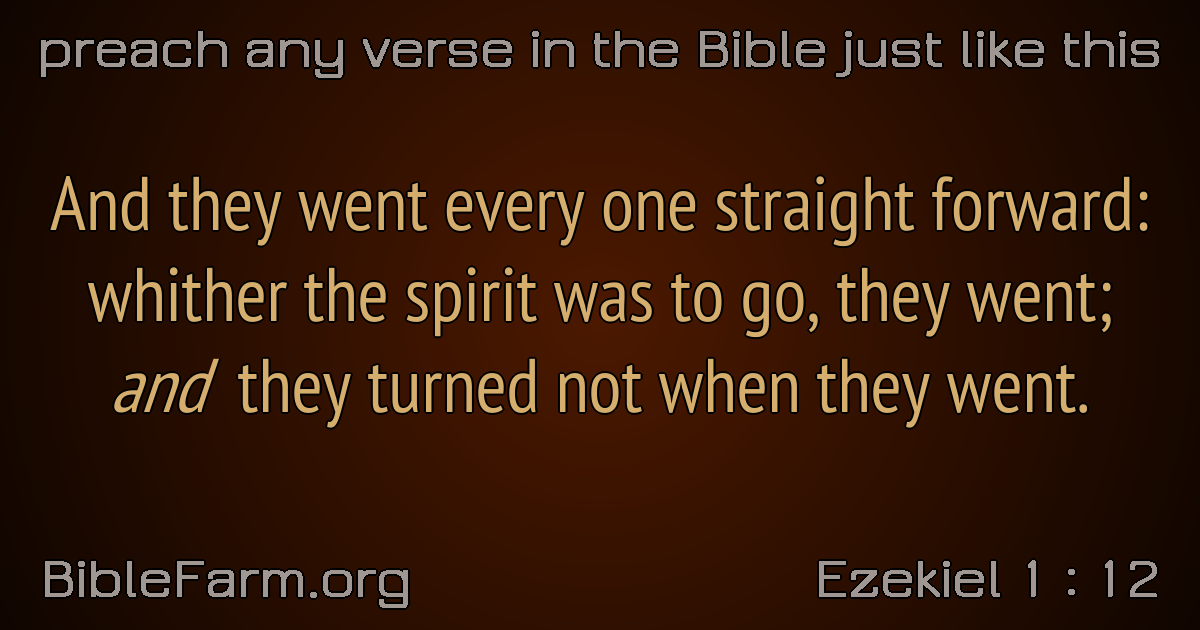 preach any verse in the Bible just like this
And they went every one straight forward:
whither the spirit was to go, they went;
and they turned not when they went.
BibleFarm.org
Ezekiel 1 : 12